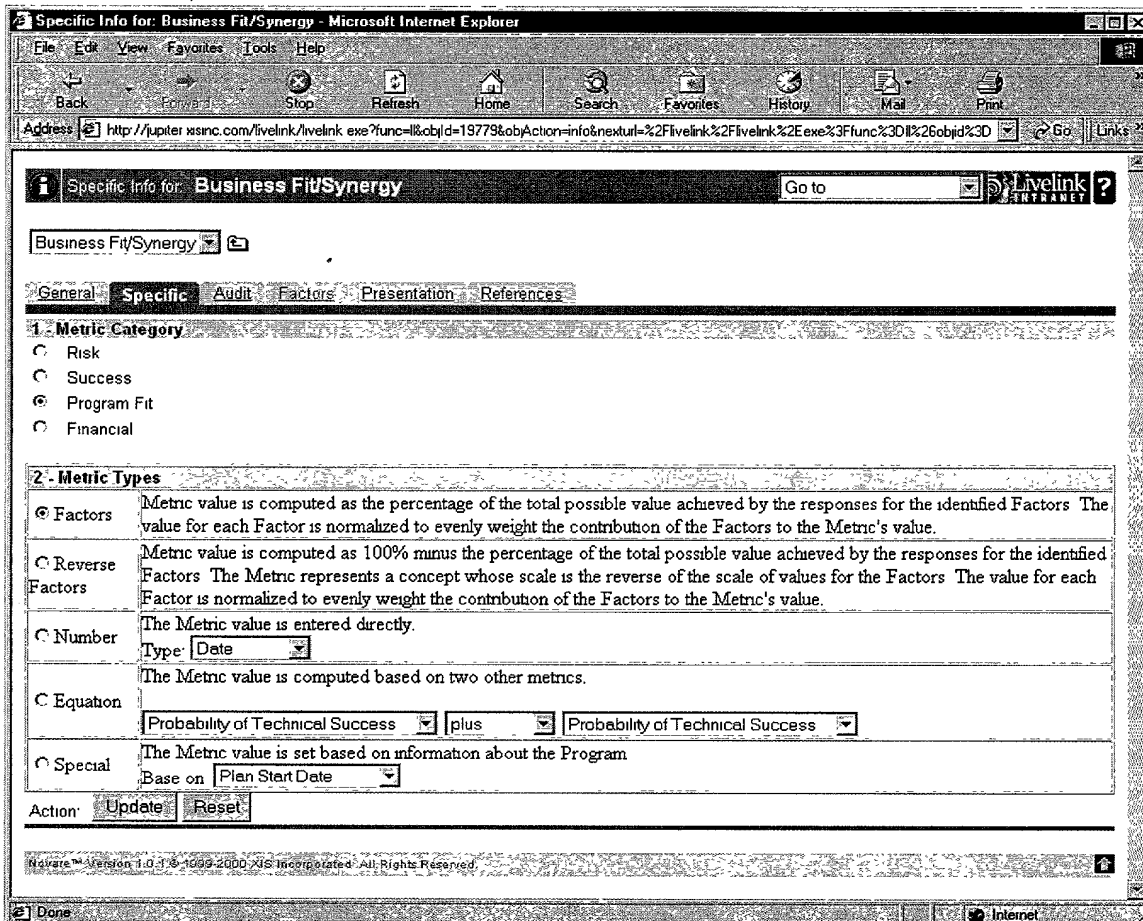 Specific Info for: Business Fit/Synergy - Microsoft Internet Explorer
File Edit View Favorites Tools Help
Back Forward Stop Refresh Home Search Favorites History Mail Print
Address http://jupiter xisinc.com/livelink/livelink exe?func=ll&objId=19779&objAction=info&nexturl=%2Flivelink%2Flivelink%2Eexe%3Ffunc%3Dll%26objid%3D Go Links
Specific Info for: Business Fit/Synergy Go to Livelink INTRANET ?
Business Fit/Synergy
General Specific Audit Factors Presentation References
1 - Metric Category
Risk
Success
Program Fit
Financial
2 - Metric Types
Factors Metric value is computed as the percentage of the total possible value achieved by the responses for the identified Factors The
value for each Factor is normalized to evenly weight the contribution of the Factors to the Metric's value.
Reverse Factors Metric value is computed as 100% minus the percentage of the total possible value achieved by the responses for the identified
Factors The Metric represents a concept whose scale is the reverse of the scale of values for the Factors The value for each
Factor is normalized to evenly weight the contribution of the Factors to the Metric's value.
Number The Metric value is entered directly.
Type: Date
Equation The Metric value is computed based on two other metrics.
Probability of Technical Success plus Probability of Technical Success
Special The Metric value is set based on information about the Program
Base on Plan Start Date
Action: Update Reset
Novare™ Version 1.0.1 © 1999-2000 XIS Incorporated. All Rights Reserved.
Done Internet